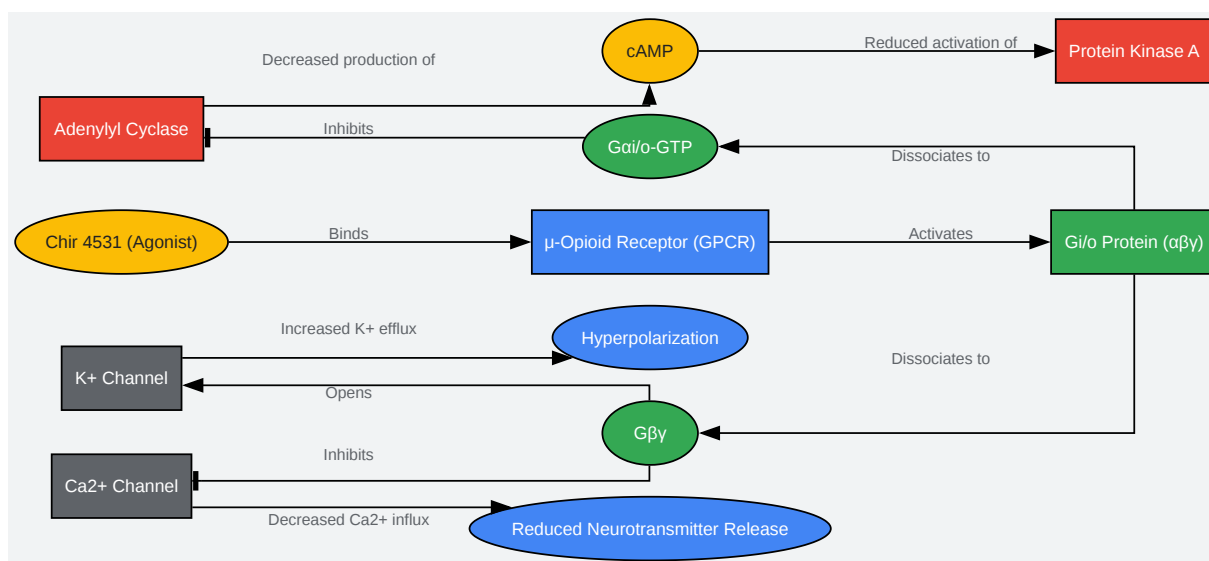 cAMP
Reduced activation of
Protein Kinase A
Decreased production of
Adenylyl Cyclase
Inhibits
Gαi/o-GTP
Dissociates to
Chir 4531 (Agonist)
Binds
μ-Opioid Receptor (GPCR)
Activates
Gi/o Protein (αβγ)
Increased K+ efflux
Hyperpolarization
Dissociates to
K+ Channel
Opens
Gβγ
Inhibits
Ca2+ Channel
Decreased Ca2+ influx
Reduced Neurotransmitter Release